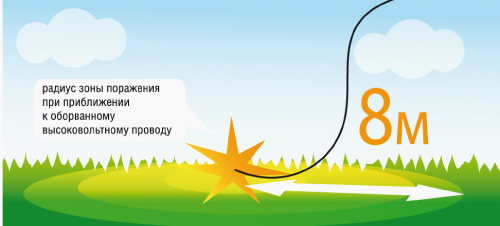 радиус зоны поражения
при приближении
к оборванному
высоковольтному проводу
8м